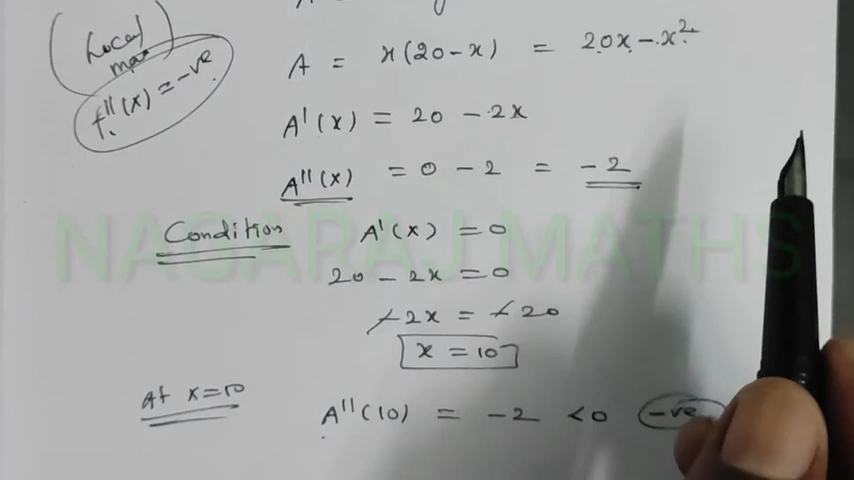 (Local
max)
f''(x) = -ve
A = x(20-x) = 20x - x²
A'(x) = 20 - 2x
A''(x) = 0 - 2 = -2
Condition A'(x) = 0
20 - 2x = 0
-2x = -20
x = 10
At x=10
A''(10) = -2 <0 -ve
NAGARAJ MATHS